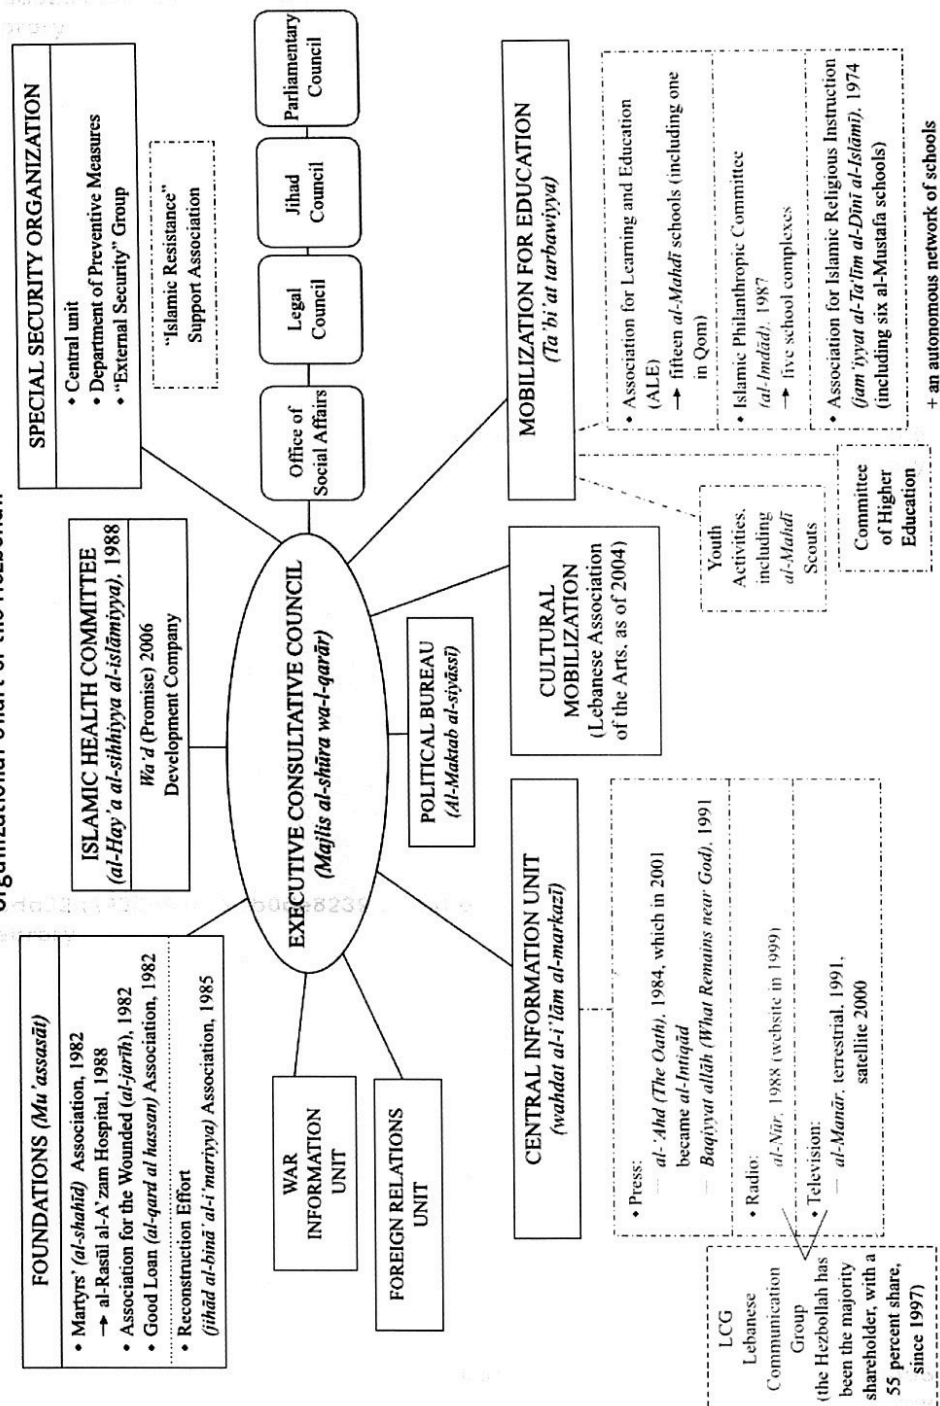 Organizational Chart of the Hezbollah
FOUNDATIONS (Mu'assasāt)
• Martyrs' (al-shahīd) Association, 1982
→ al-Rasūl al-A'zam Hospital, 1988
• Association for the Wounded (al-jarīh), 1982
• Good Loan (al-qard al hassan) Association, 1982
• Reconstruction Effort
(jihād al-binā' al-i'mariyya) Association, 1985
ISLAMIC HEALTH COMMITTEE
(al-Hay'a al-sihhiyya al-islāmiyya), 1988
Wa'd (Promise) 2006
Development Company
SPECIAL SECURITY ORGANIZATION
• Central unit
• Department of Preventive Measures
• "External Security" Group
"Islamic Resistance"
Support Association
WAR
INFORMATION
UNIT
FOREIGN RELATIONS
UNIT
EXECUTIVE CONSULTATIVE COUNCIL
(Majlis al-shūra wa-l-qarār)
Office of
Social Affairs
Legal
Council
Jihad
Council
Parliamentary
Council
POLITICAL BUREAU
(Al-Maktab al-siyāssī)
CENTRAL INFORMATION UNIT
(wahdat al-i'lām al-markazī)
• Press:
— al-'Ahd (The Oath), 1984, which in 2001
became al-Intiqād
— Baqiyyat allāh (What Remains near God), 1991
• Radio:
al-Nūr, 1988 (website in 1999)
• Television:
— al-Manār, terrestrial, 1991,
satellite 2000
LCG
Lebanese
Communication
Group
(the Hezbollah has
been the majority
shareholder, with a
55 percent share,
since 1997)
CULTURAL
MOBILIZATION
(Lebanese Association
of the Arts, as of 2004)
MOBILIZATION FOR EDUCATION
(Ta'bi'at tarbawiyya)
• Association for Learning and Education
(ALE)
→ fifteen al-Mahdī schools (including one
in Qom)
• Islamic Philanthropic Committee
(al-Imdād), 1987
→ five school complexes
• Association for Islamic Religious Instruction
(jam'iyyat al-Ta'līm al-Dīnī al-Islāmī), 1974
(including six al-Mustafa schools)
+ an autonomous network of schools
Youth
Activities,
including
al-Mahdī
Scouts
Committee
of Higher
Education